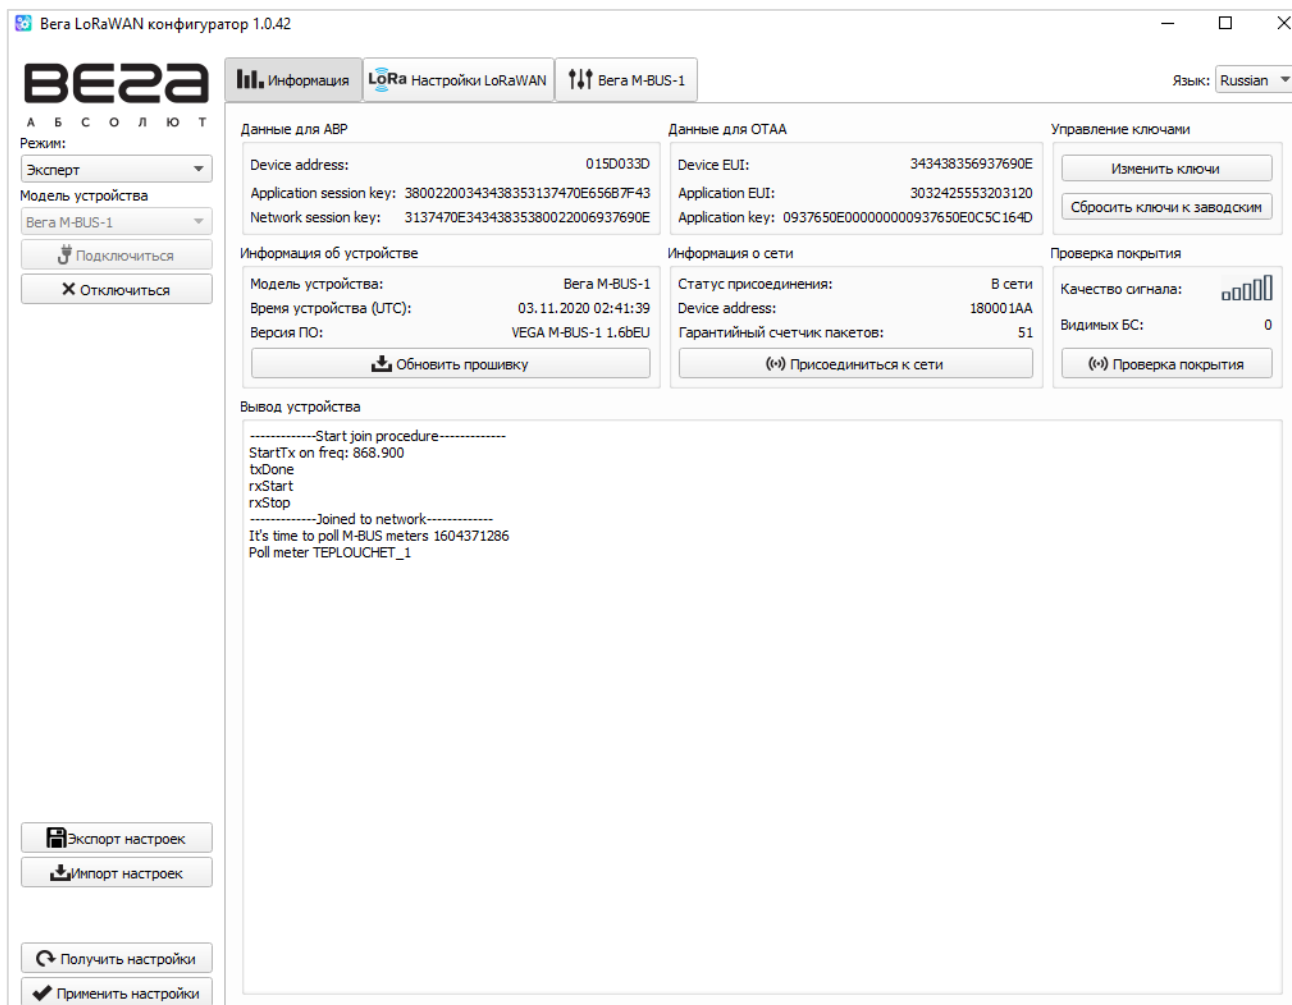 Вега LoRaWAN конфигуратор 1.0.42
ВЕГА
АБСОЛЮТ
Режим:
Эксперт
Модель устройства
Вега M-BUS-1
Подключиться
Отключиться
Экспорт настроек
Импорт настроек
Получить настройки
Применить настройки
Информация
LoRa Настройки LoRaWAN
Вега M-BUS-1
Язык: Russian
Данные для ABP
Device address: 015D033D
Application session key: 38002200343438353137470E656B7F43
Network session key: 3137470E3434383538002200​6937690E
Данные для OTAA
Device EUI: 343438356937690E
Application EUI: 3032425553203120
Application key: 0937650E000000000937650E0C5C164D
Управление ключами
Изменить ключи
Сбросить ключи к заводским
Информация об устройстве
Модель устройства: Вега M-BUS-1
Время устройства (UTC): 03.11.2020 02:41:39
Версия ПО: VEGA M-BUS-1 1.6bEU
Обновить прошивку
Информация о сети
Статус присоединения: В сети
Device address: 180001AA
Гарантийный счетчик пакетов: 51
Присоединиться к сети
Проверка покрытия
Качество сигнала:
Видимых БС: 0
Проверка покрытия
Вывод устройства
-------------Start join procedure-------------
StartTx on freq: 868.900
txDone
rxStart
rxStop
-------------Joined to network-------------
It's time to poll M-BUS meters 1604371286
Poll meter TEPLOUCHET_1